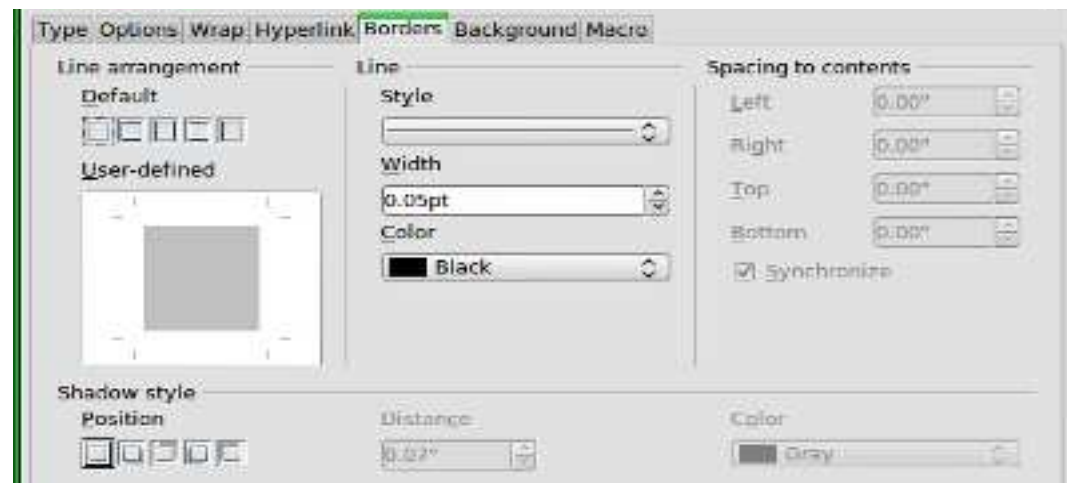 Type Options Wrap Hyperlink Borders Background Macro
Line arrangement
Default
User-defined
Line
Style
Width
0.05pt
Color
Black
Spacing to contents
Left 0.00"
Right 0.00"
Top 0.00"
Bottom 0.00"
Synchronize
Shadow style
Position
Distance
0.07"
Color
Gray